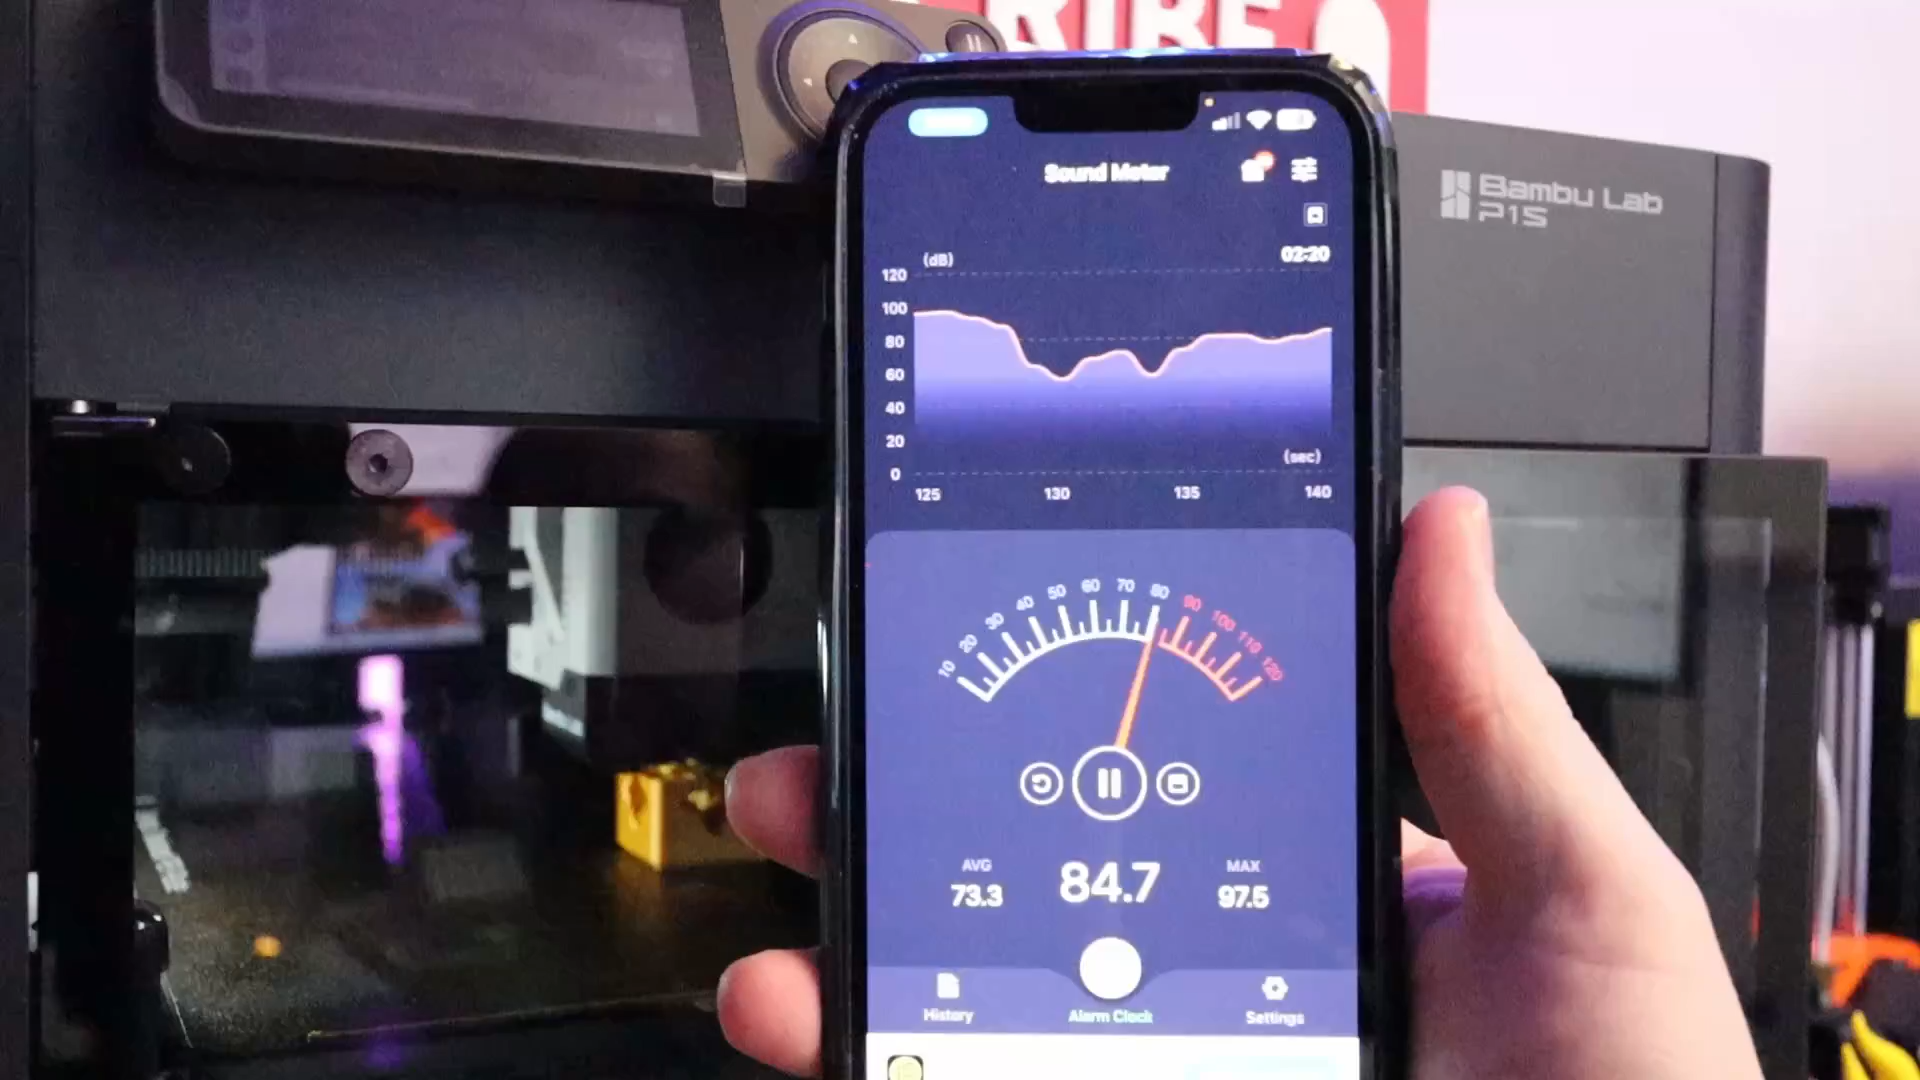 RIBE
Sound Meter
Bambu Lab
P1S
(dB)
02:20
120
100
80
60
40
20
0
(sec)
125 130 135 140
10 20 30 40 50 60 70 80 90 100 110 120
AVG
73.3
84.7
MAX
97.5
History
Alarm Clock
Settings